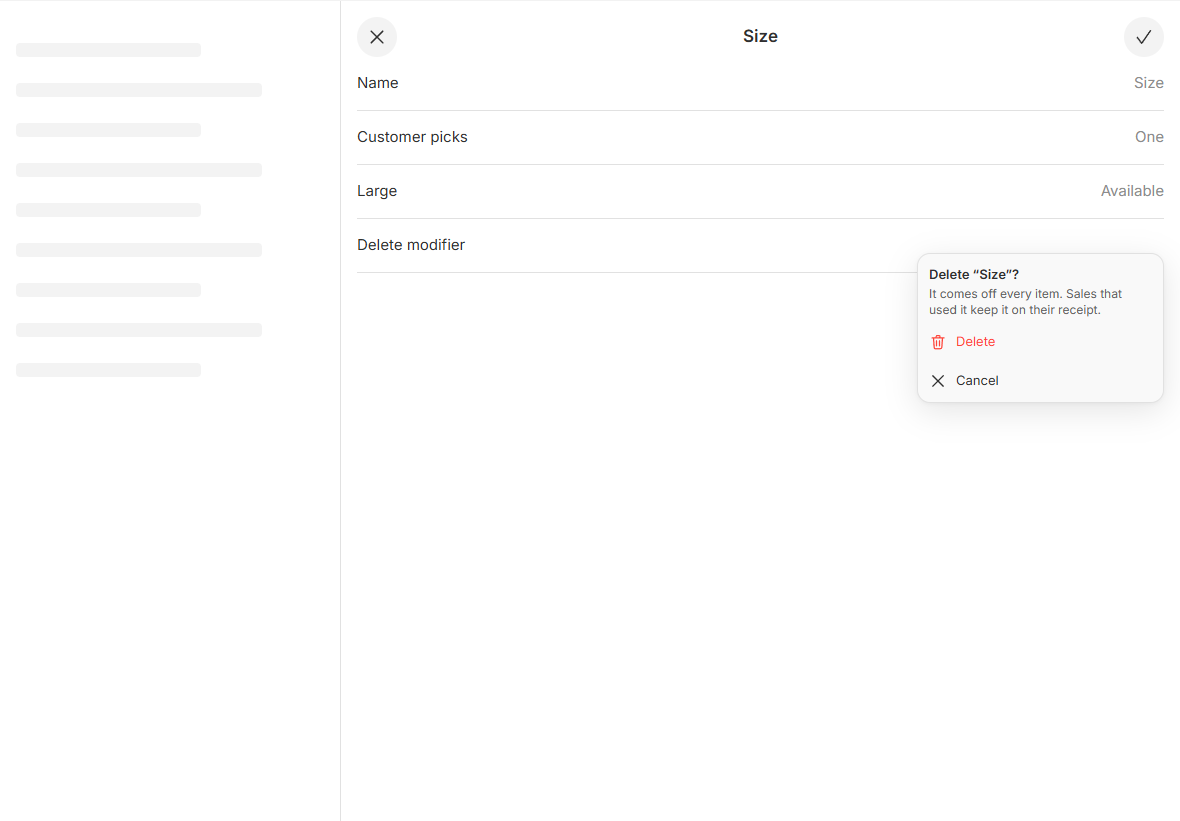 Size
Name
Size
Customer picks
One
Large
Available
Delete modifier
Delete “Size”?
It comes off every item. Sales that
used it keep it on their receipt.
Delete
Cancel